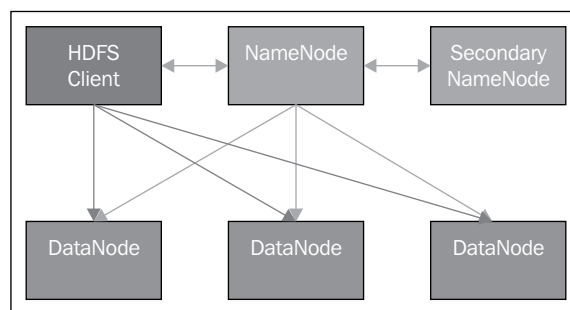 HDFS
Client
NameNode
Secondary
NameNode
DataNode
DataNode
DataNode